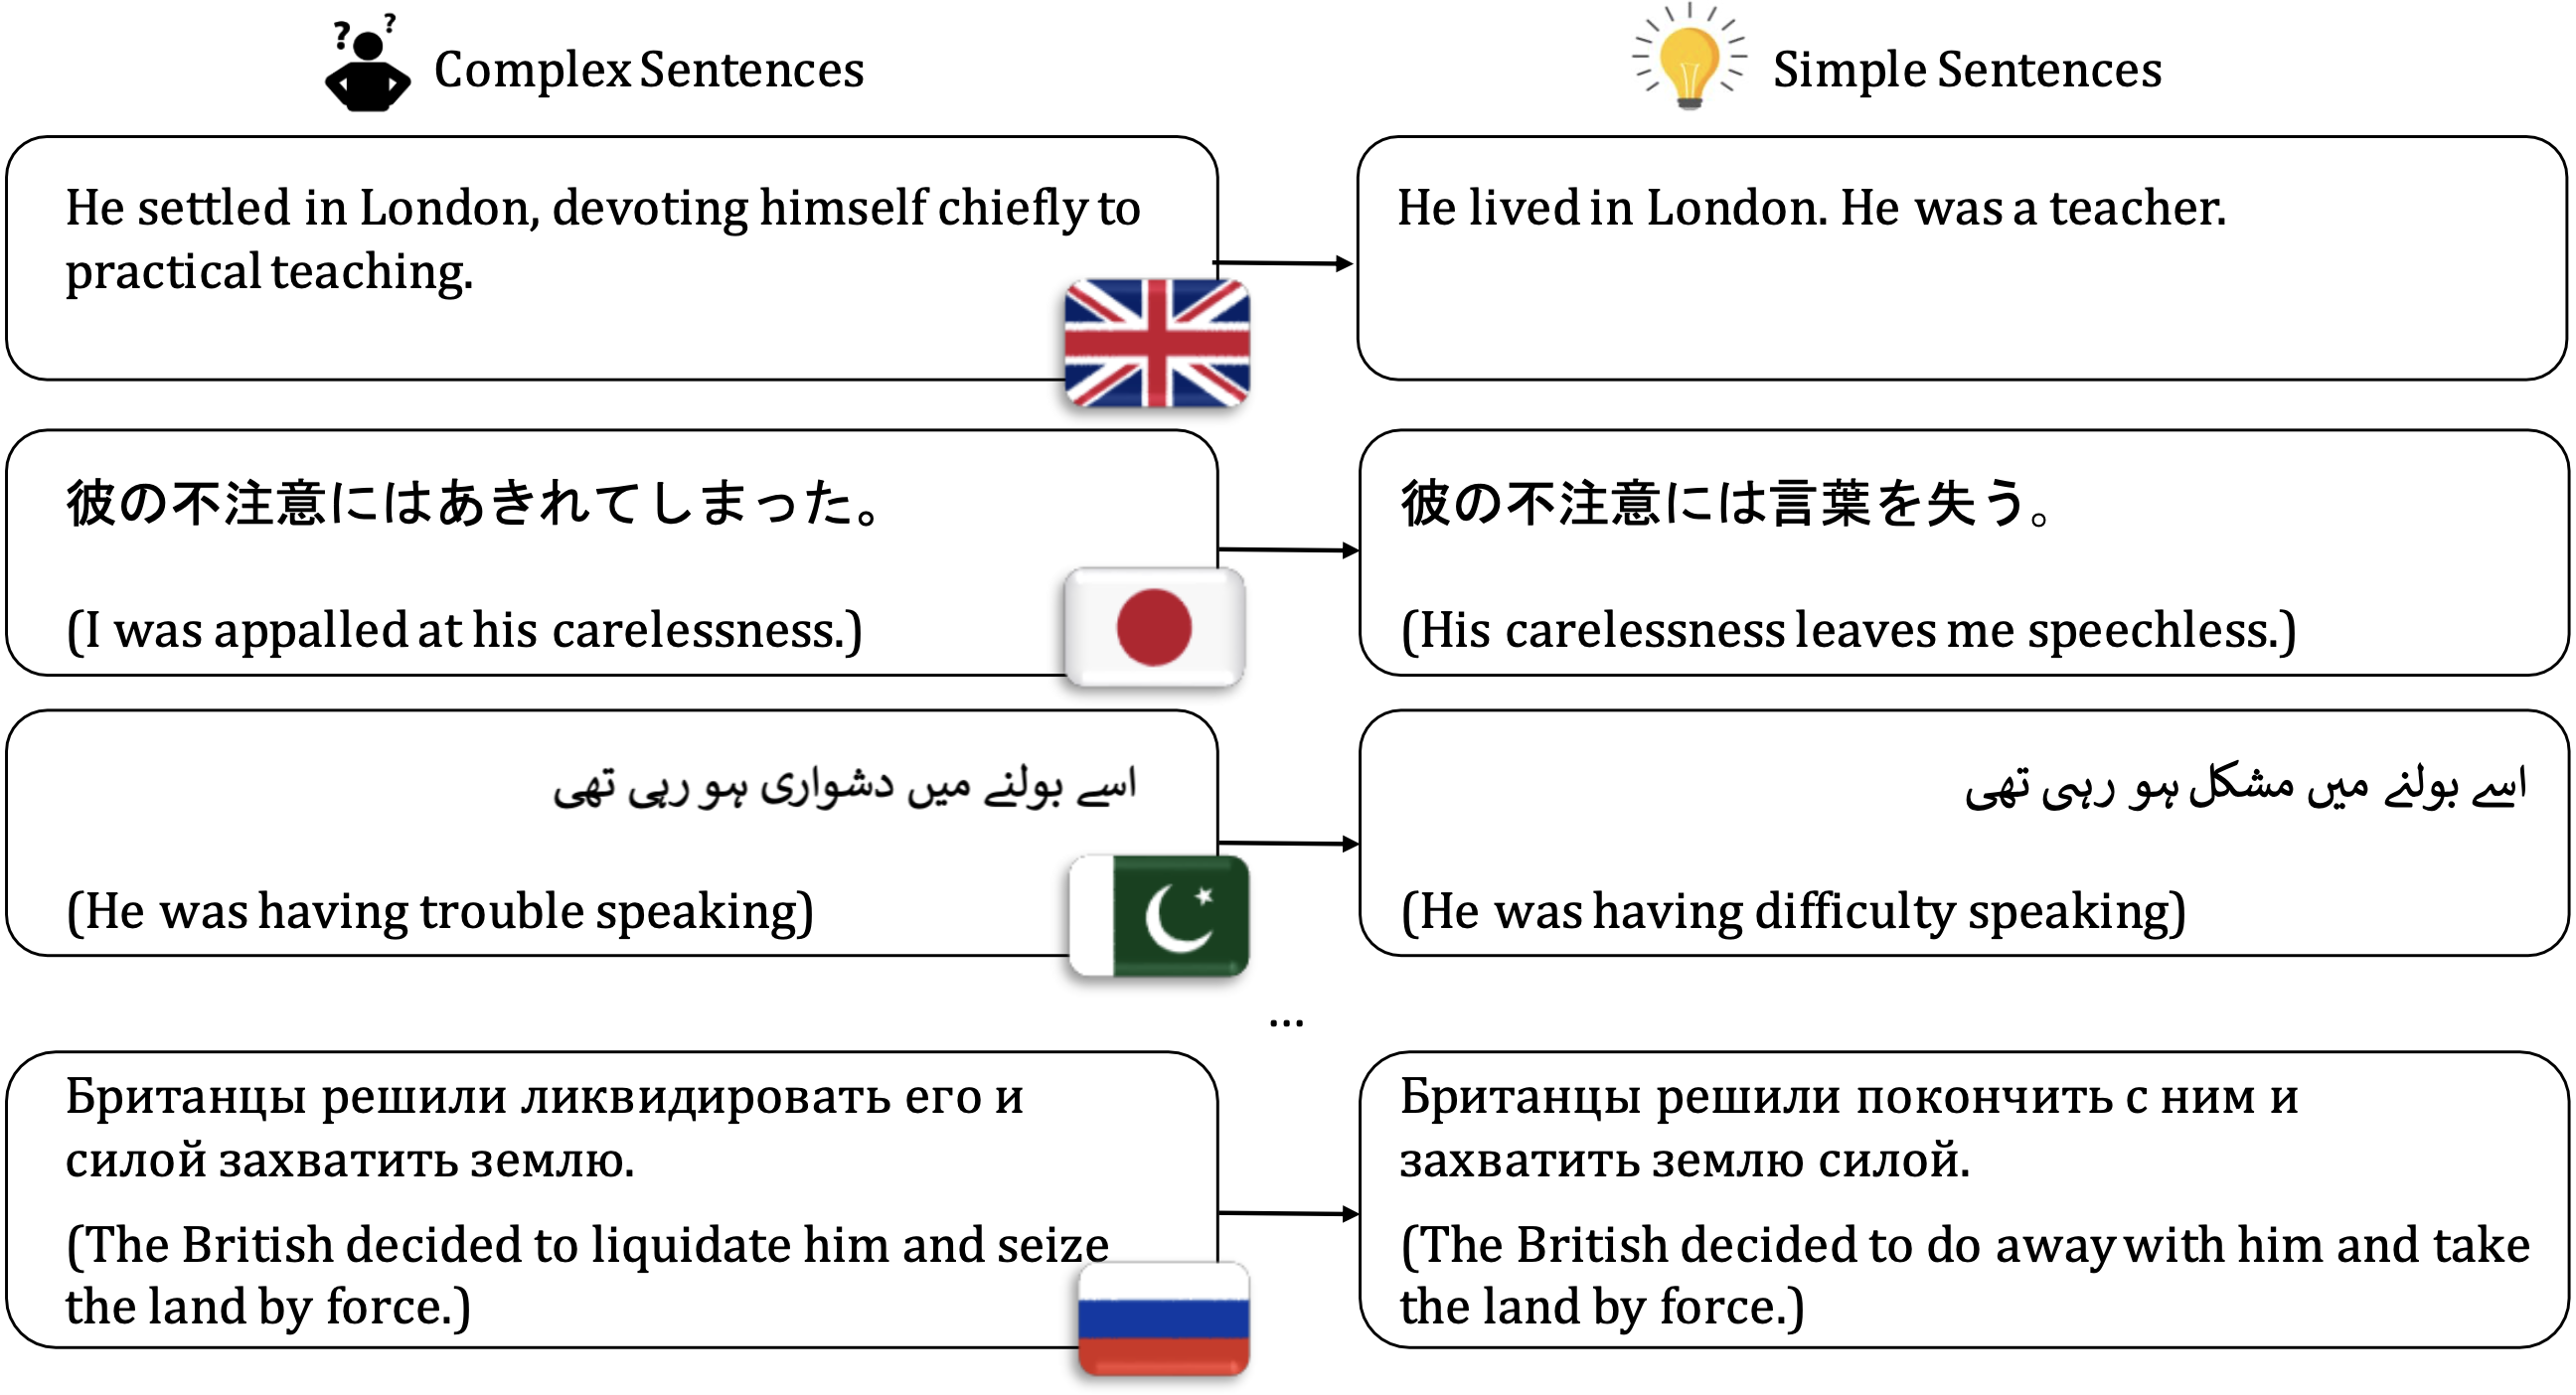 ? ?
Complex Sentences
Simple Sentences
He settled in London, devoting himself chiefly to
practical teaching.
He lived in London. He was a teacher.
彼の不注意にはあきれてしまった。
(I was appalled at his carelessness.)
彼の不注意には言葉を失う。
(His carelessness leaves me speechless.)
اسے بولنے میں دشواری ہو رہی تھی
(He was having trouble speaking)
اسے بولنے میں مشکل ہو رہی تھی
(He was having difficulty speaking)
...
Британцы решили ликвидировать его и
силой захватить землю.
(The British decided to liquidate him and seize
the land by force.)
Британцы решили покончить с ним и
захватить землю силой.
(The British decided to do away with him and take
the land by force.)